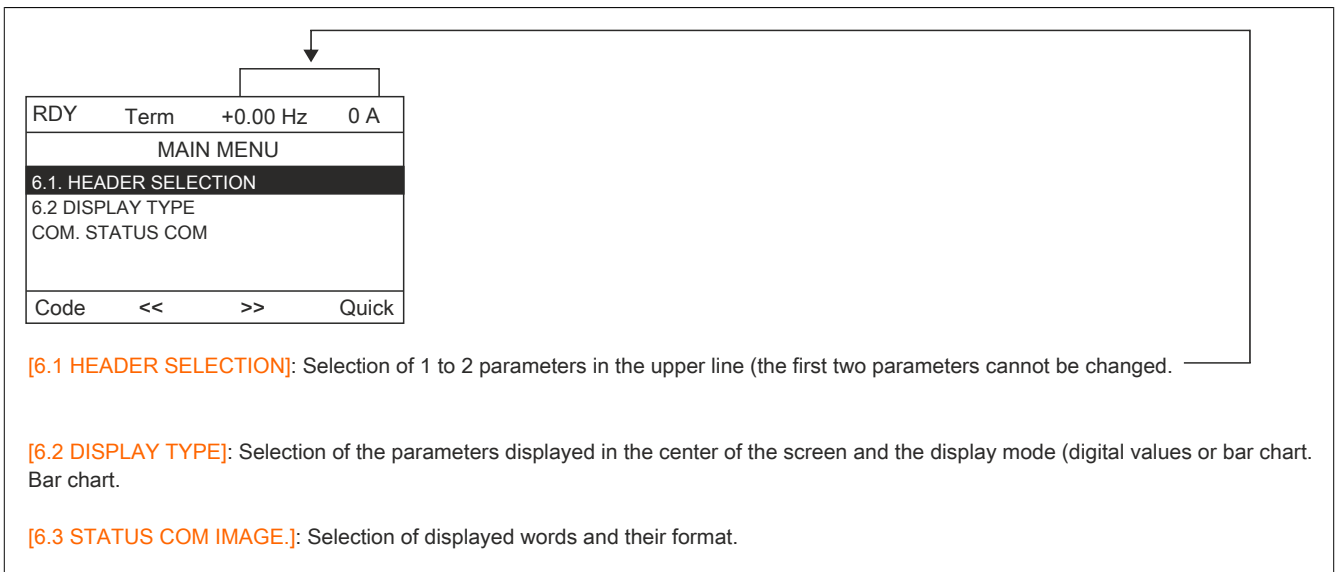 RDY Term +0.00 Hz 0 A
MAIN MENU
6.1. HEADER SELECTION
6.2 DISPLAY TYPE
COM. STATUS COM
Code << >> Quick
[6.1 HEADER SELECTION]: Selection of 1 to 2 parameters in the upper line (the first two parameters cannot be changed.
[6.2 DISPLAY TYPE]: Selection of the parameters displayed in the center of the screen and the display mode (digital values or bar chart.
Bar chart.
[6.3 STATUS COM IMAGE.]: Selection of displayed words and their format.